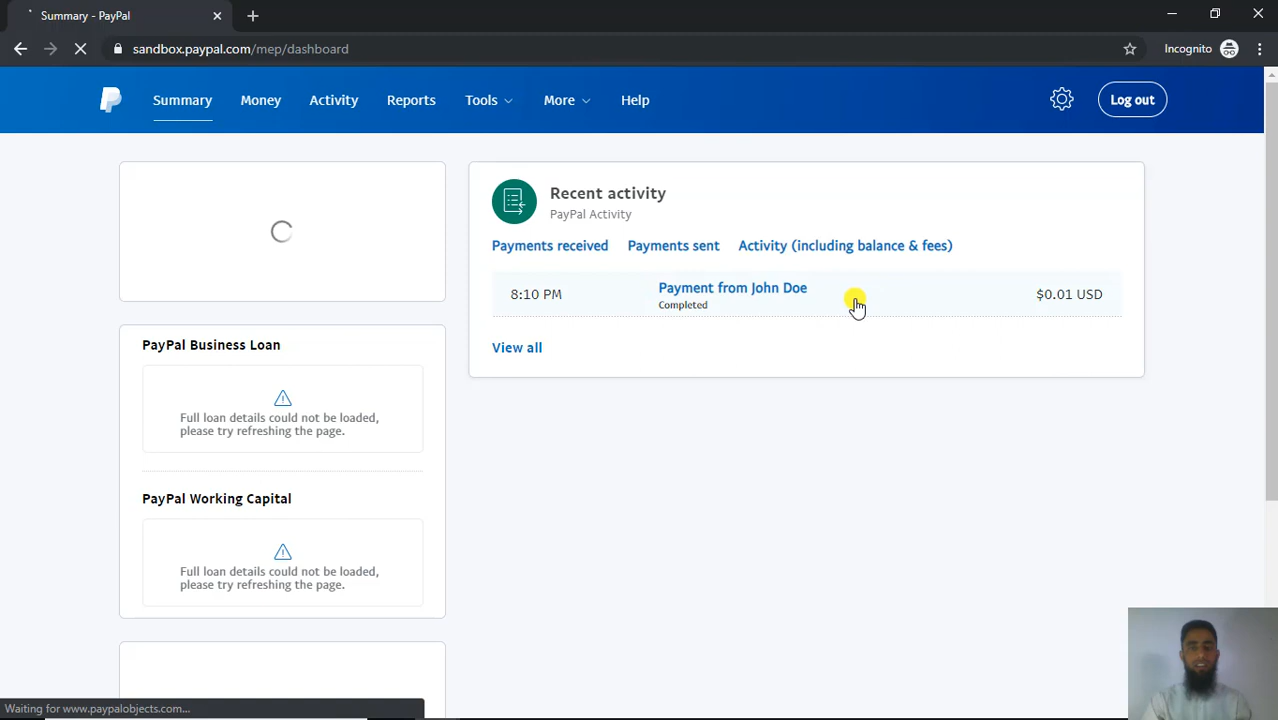 Summary - PayPal
sandbox.paypal.com/mep/dashboard
Incognito
Summary
Money
Activity
Reports
Tools
More
Help
Log out
Recent activity
PayPal Activity
Payments received
Payments sent
Activity (including balance & fees)
8:10 PM
Payment from John Doe
Completed
$0.01 USD
View all
PayPal Business Loan
Full loan details could not be loaded,
please try refreshing the page.
PayPal Working Capital
Full loan details could not be loaded,
please try refreshing the page.
Waiting for www.paypalobjects.com...